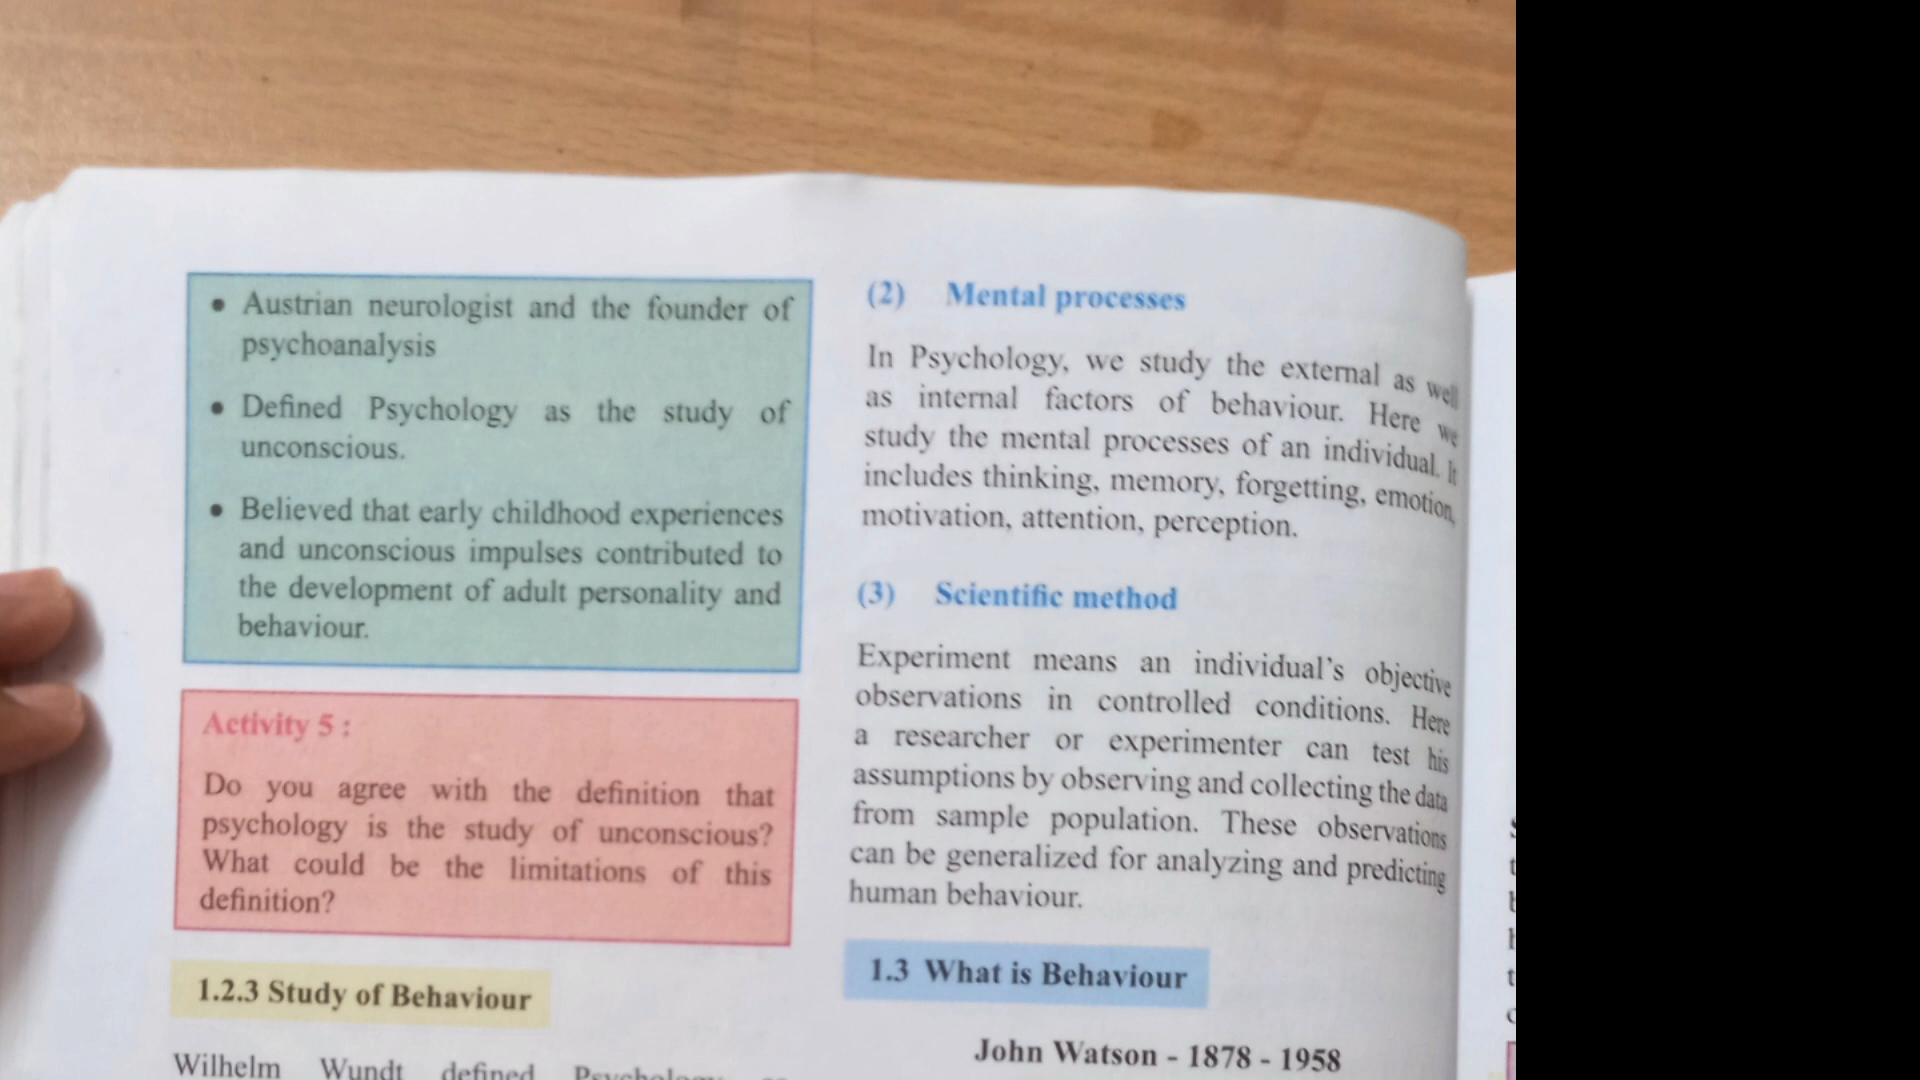 • Austrian neurologist and the founder of
psychoanalysis
• Defined Psychology as the study of
unconscious.
• Believed that early childhood experiences
and unconscious impulses contributed to
the development of adult personality and
behaviour.
Activity 5 :
Do you agree with the definition that
psychology is the study of unconscious?
What could be the limitations of this
definition?
1.2.3 Study of Behaviour
Wilhelm Wundt defined Psychology
(2) Mental processes
In Psychology, we study the external as well
as internal factors of behaviour. Here we
study the mental processes of an individual. It
includes thinking, memory, forgetting, emotion,
motivation, attention, perception.
(3) Scientific method
Experiment means an individual's objective
observations in controlled conditions. Here
a researcher or experimenter can test his
assumptions by observing and collecting the data
from sample population. These observations
can be generalized for analyzing and predicting
human behaviour.
1.3 What is Behaviour
John Watson - 1878 - 1958